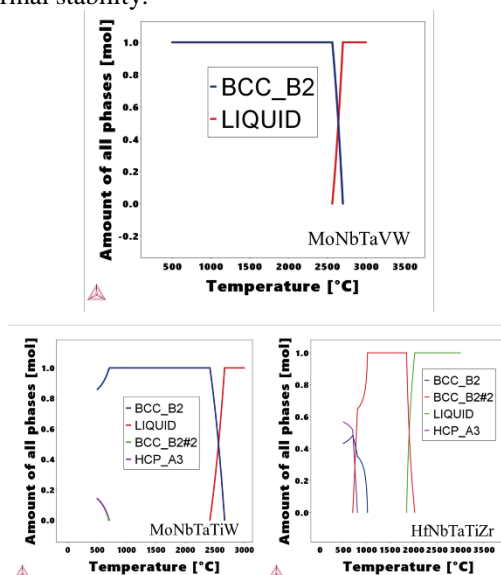 rmal stability.
Amount of all phases [mol]
1.0
0.8
0.6
0.4
0.2
0.0
-0.2
BCC_B2
LIQUID
MoNbTaVW
500 1000 1500 2000 2500 3000 3500
Temperature [°C]
Amount of all phases [mol]
1.0
0.8
0.6
0.4
0.2
0.0
BCC_B2
LIQUID
BCC_B2#2
HCP_A3
MoNbTaTiW
0 500 1000 1500 2000 2500 3000
Temperature [°C]
Amount of all phases [mol]
1.0
0.8
0.6
0.4
0.2
0.0
BCC_B2
BCC_B2#2
LIQUID
HCP_A3
HfNbTaTiZr
0 500 1000 1500 2000 2500 3000 3500
Temperature [°C]